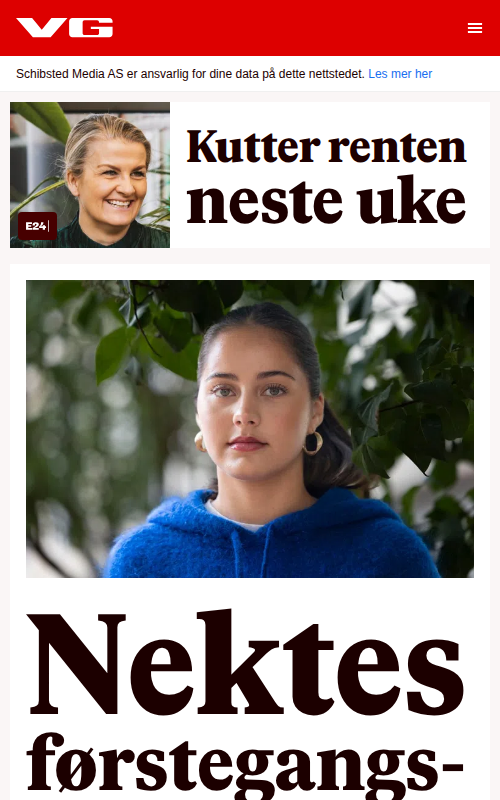 VG
Schibsted Media AS er ansvarlig for dine data på dette nettstedet. Les mer her
Kutter renten
neste uke
E24
Nektes
førstegangs-